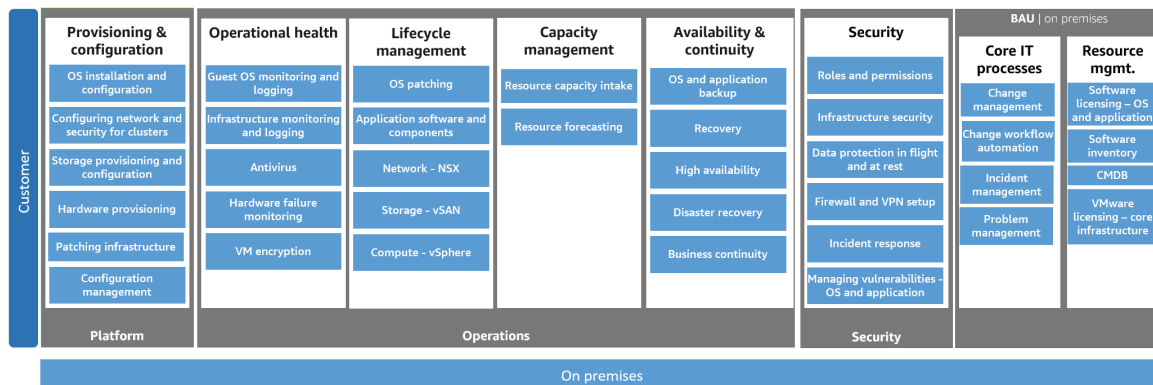 BAU | on premises
Customer
Provisioning &
configuration
OS installation and
configuration
Configuring network and
security for clusters
Storage provisioning and
configuration
Hardware provisioning
Patching infrastructure
Configuration
management
Platform
Operational health
Guest OS monitoring and
logging
Infrastructure monitoring
and logging
Antivirus
Hardware failure
monitoring
VM encryption
Lifecycle
management
OS patching
Application software and
components
Network - NSX
Storage - vSAN
Compute - vSphere
Capacity
management
Resource capacity intake
Resource forecasting
Availability &
continuity
OS and application
backup
Recovery
High availability
Disaster recovery
Business continuity
Operations
Security
Roles and permissions
Infrastructure security
Data protection in flight
and at rest
Firewall and VPN setup
Incident response
Managing vulnerabilities -
OS and application
Security
Core IT
processes
Change
management
Change workflow
automation
Incident
management
Problem
management
Resource
mgmt.
Software
licensing – OS
and application
Software
inventory
CMDB
VMware
licensing – core
infrastructure
On premises